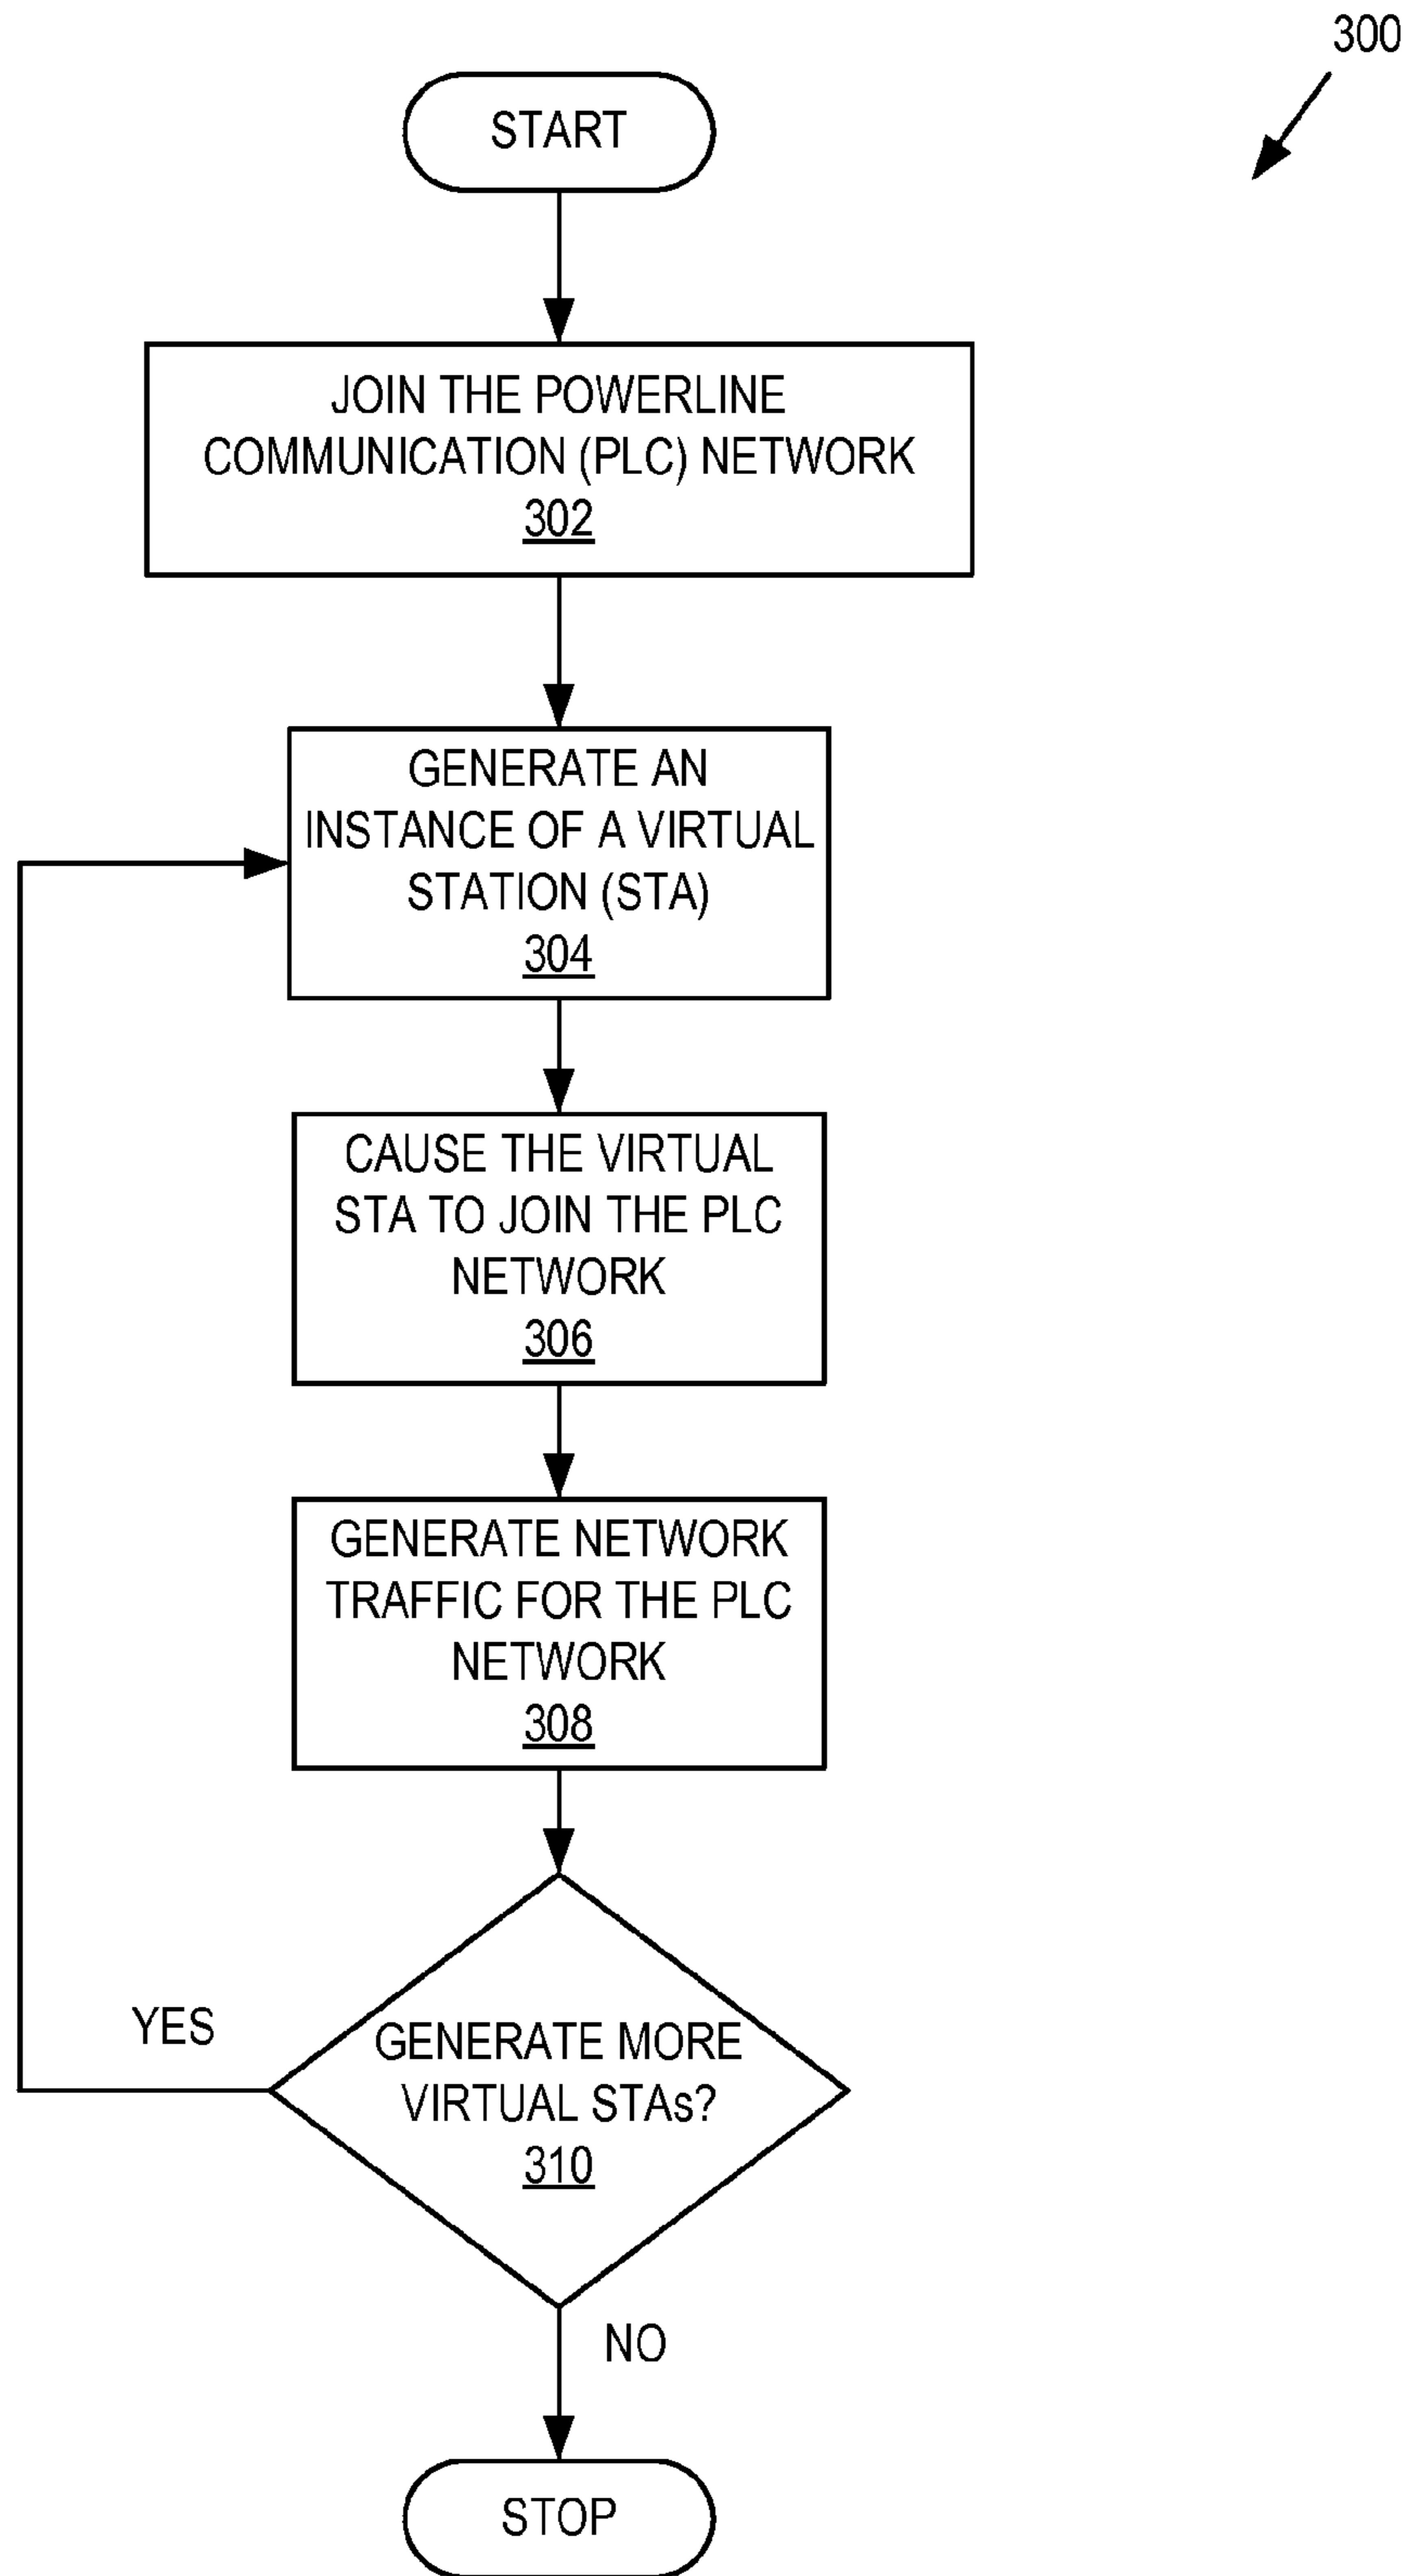 300
START
JOIN THE POWERLINE
COMMUNICATION (PLC) NETWORK
302
GENERATE AN
INSTANCE OF A VIRTUAL
STATION (STA)
304
CAUSE THE VIRTUAL
STA TO JOIN THE PLC
NETWORK
306
GENERATE NETWORK
TRAFFIC FOR THE PLC
NETWORK
308
YES
GENERATE MORE
VIRTUAL STAs?
310
NO
STOP